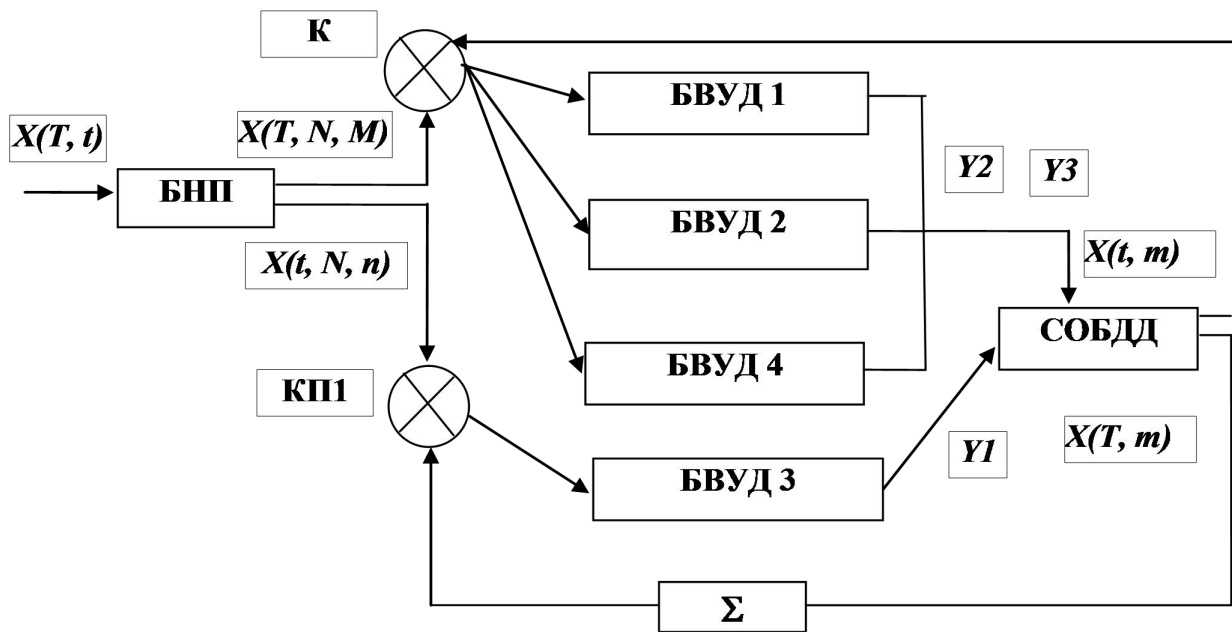 К
БВУД 1
X(T, t)
X(T, N, M)
БНП
Y2
Y3
БВУД 2
X(t, N, n)
X(t, m)
СОБДД
БВУД 4
КП1
Y1
X(T, m)
БВУД 3
Σ